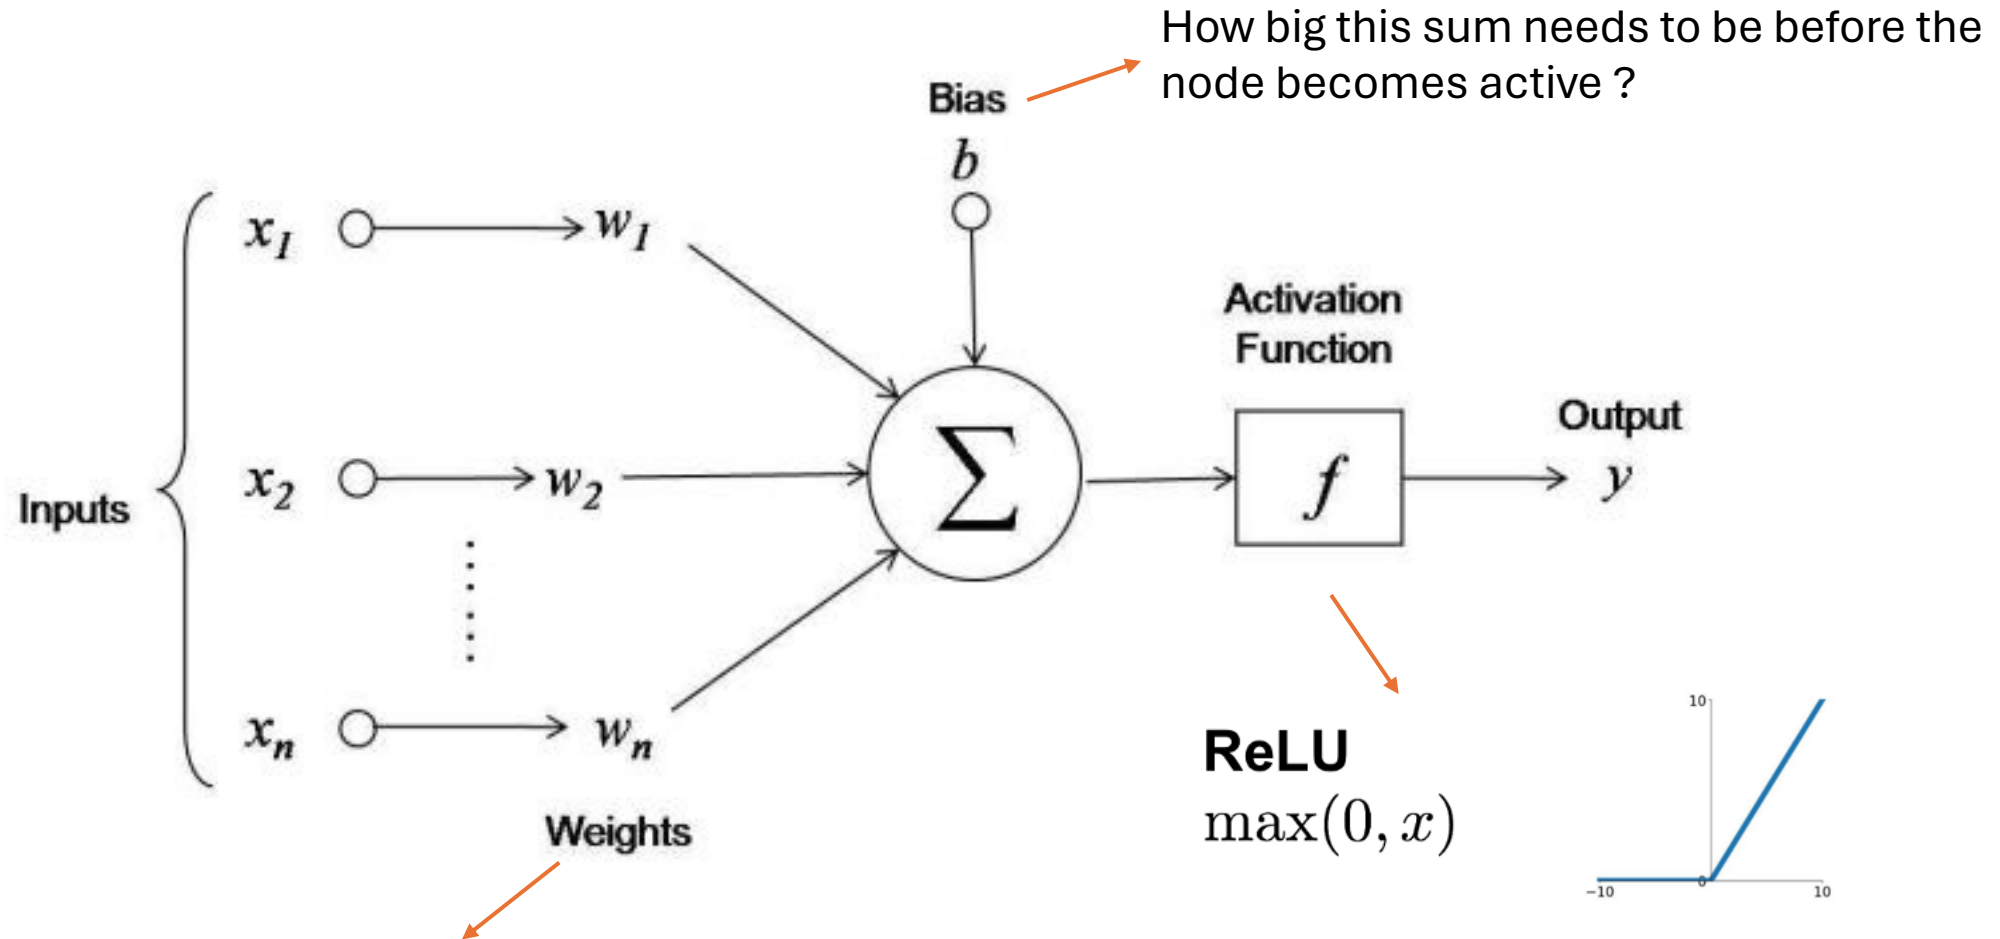 How big this sum needs to be before the
node becomes active ?
Bias
b
x₁
w₁
Activation
Function
Output
Inputs
x₂
w₂
∑
f
y
xₙ
wₙ
Weights
ReLU
max(0, x)
10
0
−10
10